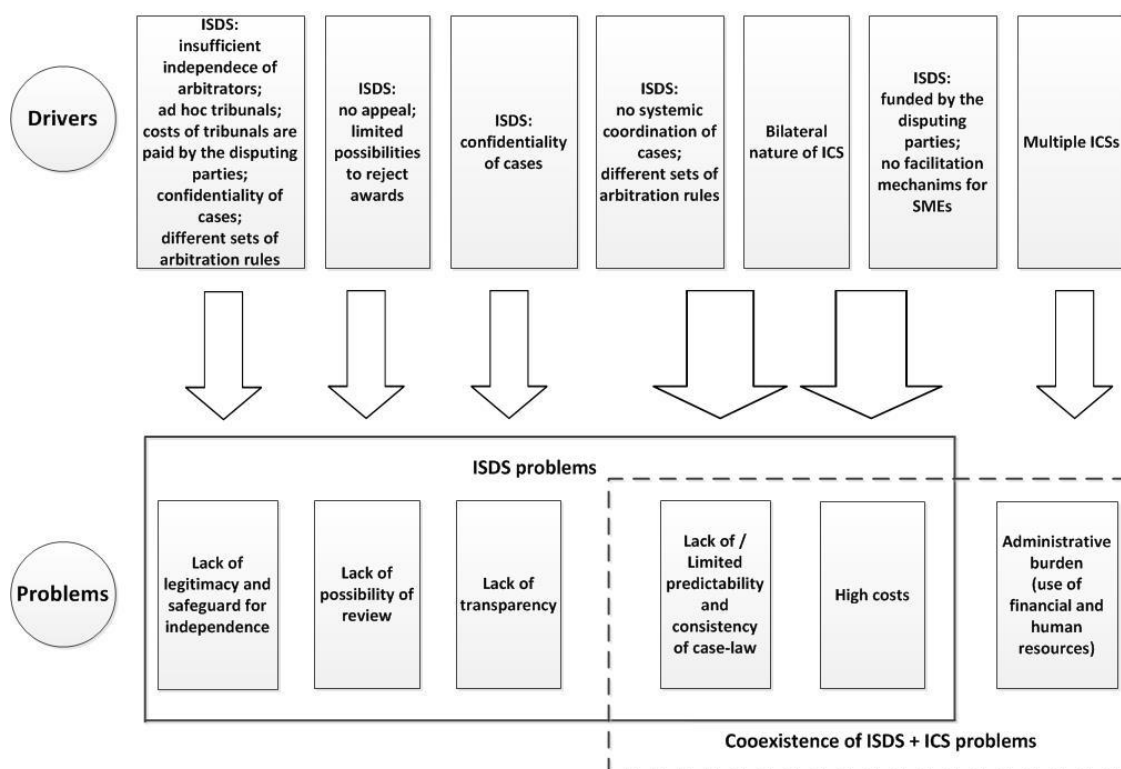 Drivers
ISDS:
insufficient
independece of
arbitrators;
ad hoc tribunals;
costs of tribunals are
paid by the disputing
parties;
confidentiality of
cases;
different sets of
arbitration rules
ISDS:
no appeal;
limited
possibilities
to reject
awards
ISDS:
confidentiality
of cases
ISDS:
no systemic
coordination of
cases;
different sets of
arbitration rules
Bilateral
nature of ICS
ISDS:
funded by the
disputing
parties;
no facilitation
mechanims for
SMEs
Multiple ICSs
ISDS problems
Problems
Lack of
legitimacy and
safeguard for
independence
Lack of
possibility of
review
Lack of
transparency
Lack of /
Limited
predictability
and
consistency
of case-law
High costs
Administrative
burden
(use of
financial and
human
resources)
Cooexistence of ISDS + ICS problems